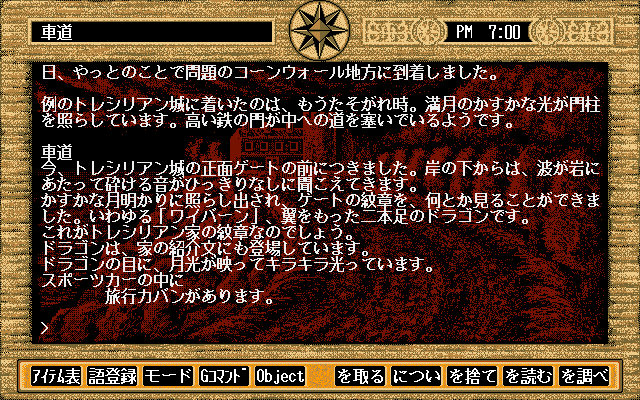 車道
PM 7:00
日、やっとのことで問題のコーンウォール地方に到着しました。
例のトレシリアン城に着いたのは、もうたそがれ時。満月のかすかな光が門柱
を照らしています。高い鉄の門が中への道を塞いでいるようです。
車道
今、トレシリアン城の正面ゲートの前につきました。岸の下からは、波が岩に
あたって砕ける音がひっきりなしに聞こえてきます。
かすかな月明かりに照らし出され、ゲートの紋章を、何とか見ることができま
した。いわゆる「ワイバーン」、翼をもった二本足のドラゴンです。
これがトレシリアン家の紋章なのでしょう。
ドラゴンは、家の紹介文にも登場しています。
ドラゴンの目に、月光が映ってキラキラ光っています。
スポーツカーの中に
旅行カバンがあります。
>
ｱｲﾃﾑ表 語登録 モード Gｺﾏﾝﾄﾞ Object を取る につい を捨て を読む を調べ